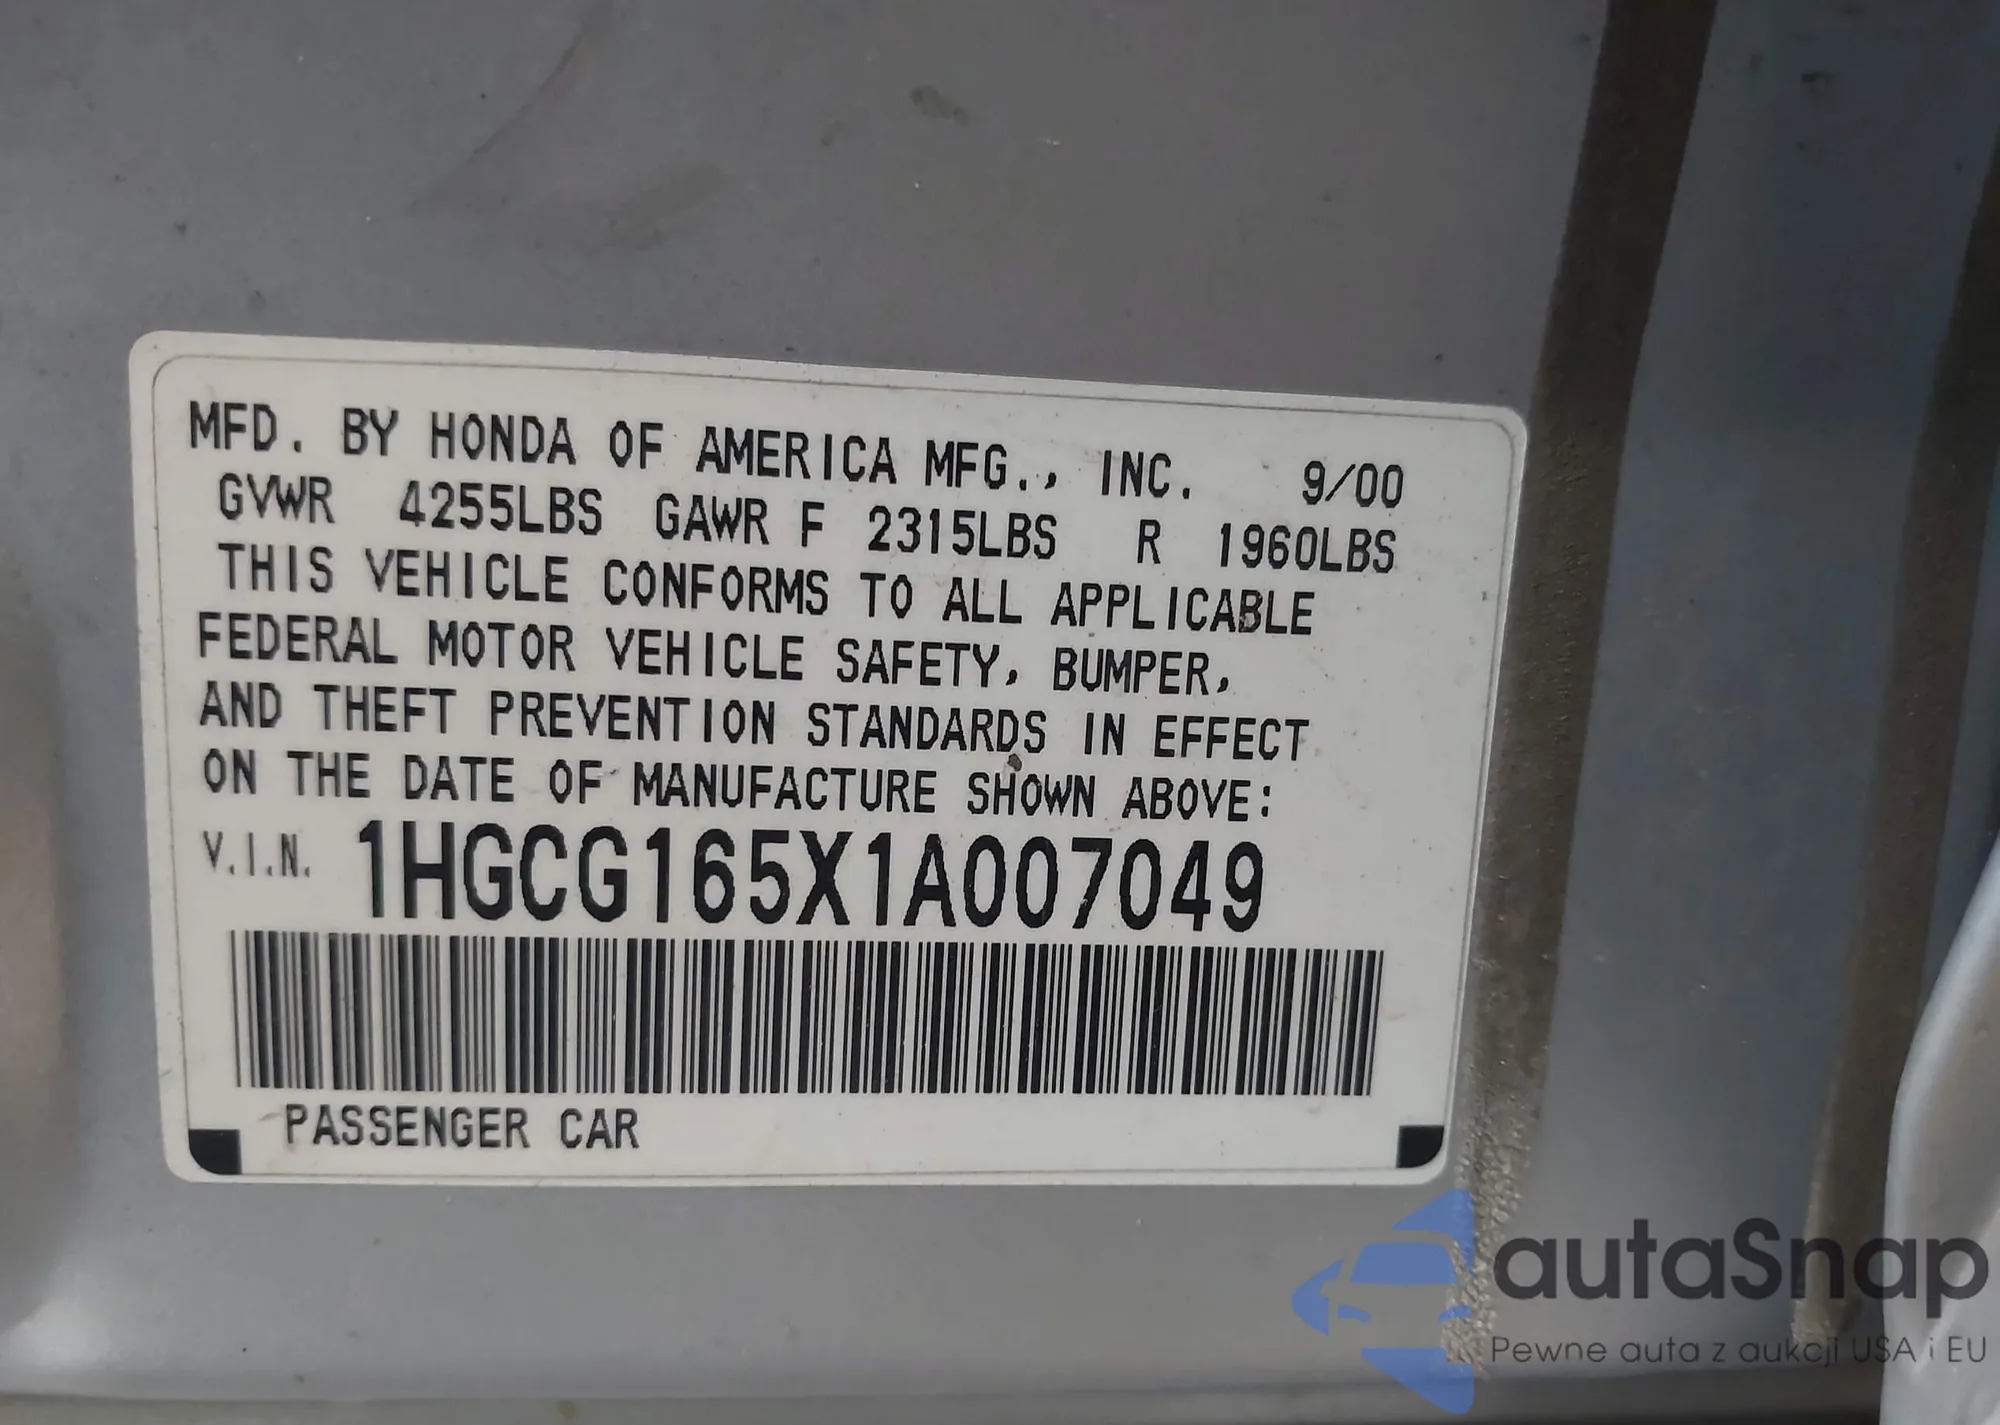 MFD. BY HONDA OF AMERICA MFG., INC. 9/00
GVWR 4255LBS GAWR F 2315LBS R 1960LBS
THIS VEHICLE CONFORMS TO ALL APPLICABLE
FEDERAL MOTOR VEHICLE SAFETY, BUMPER,
AND THEFT PREVENTION STANDARDS IN EFFECT
ON THE DATE OF MANUFACTURE SHOWN ABOVE:
V.I.N. 1HGCG165X1A007049
PASSENGER CAR
autaSnap
Pewne auta z aukcji USA i EU